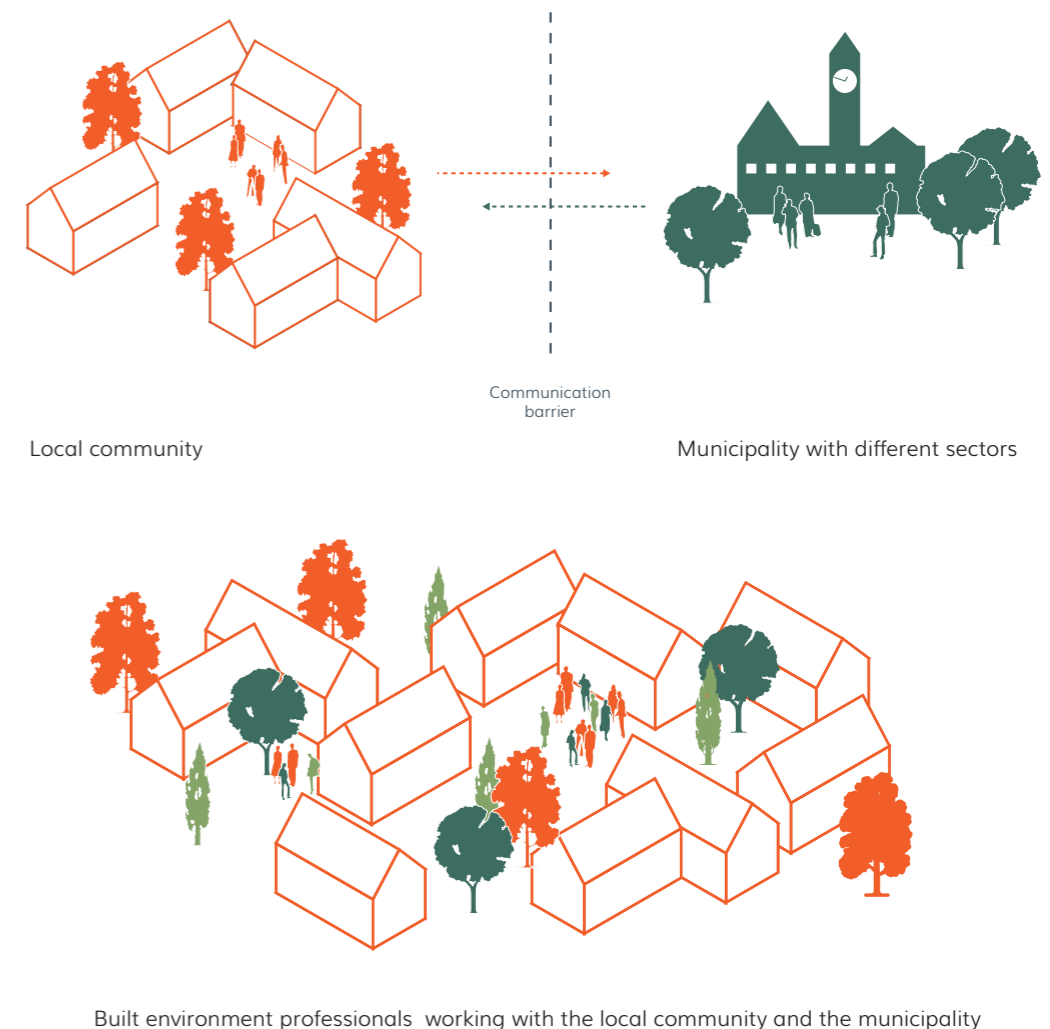 Communication
barrier
Local community
Municipality with different sectors
Built environment professionals working with the local community and the municipality